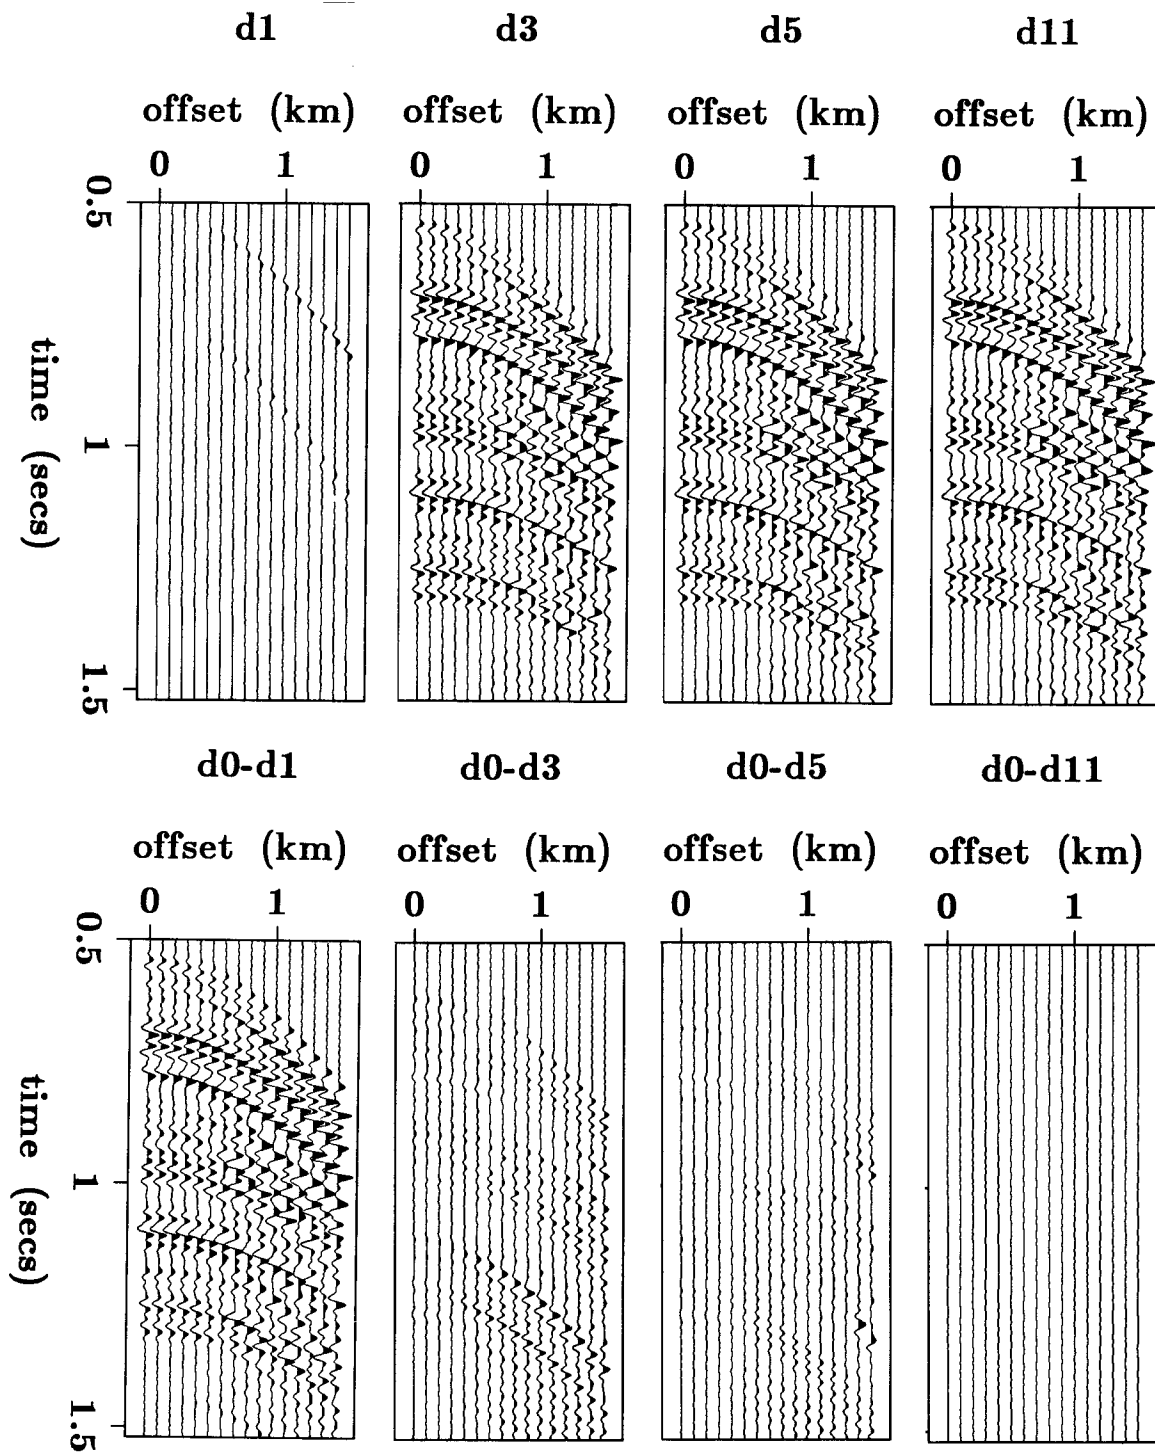 d1 d3 d5 d11
offset (km) offset (km) offset (km) offset (km)
0 1 0 1 0 1 0 1
0.5
1
1.5
time (secs)
d0-d1 d0-d3 d0-d5 d0-d11
offset (km) offset (km) offset (km) offset (km)
0 1 0 1 0 1 0 1
0.5
1
1.5
time (secs)